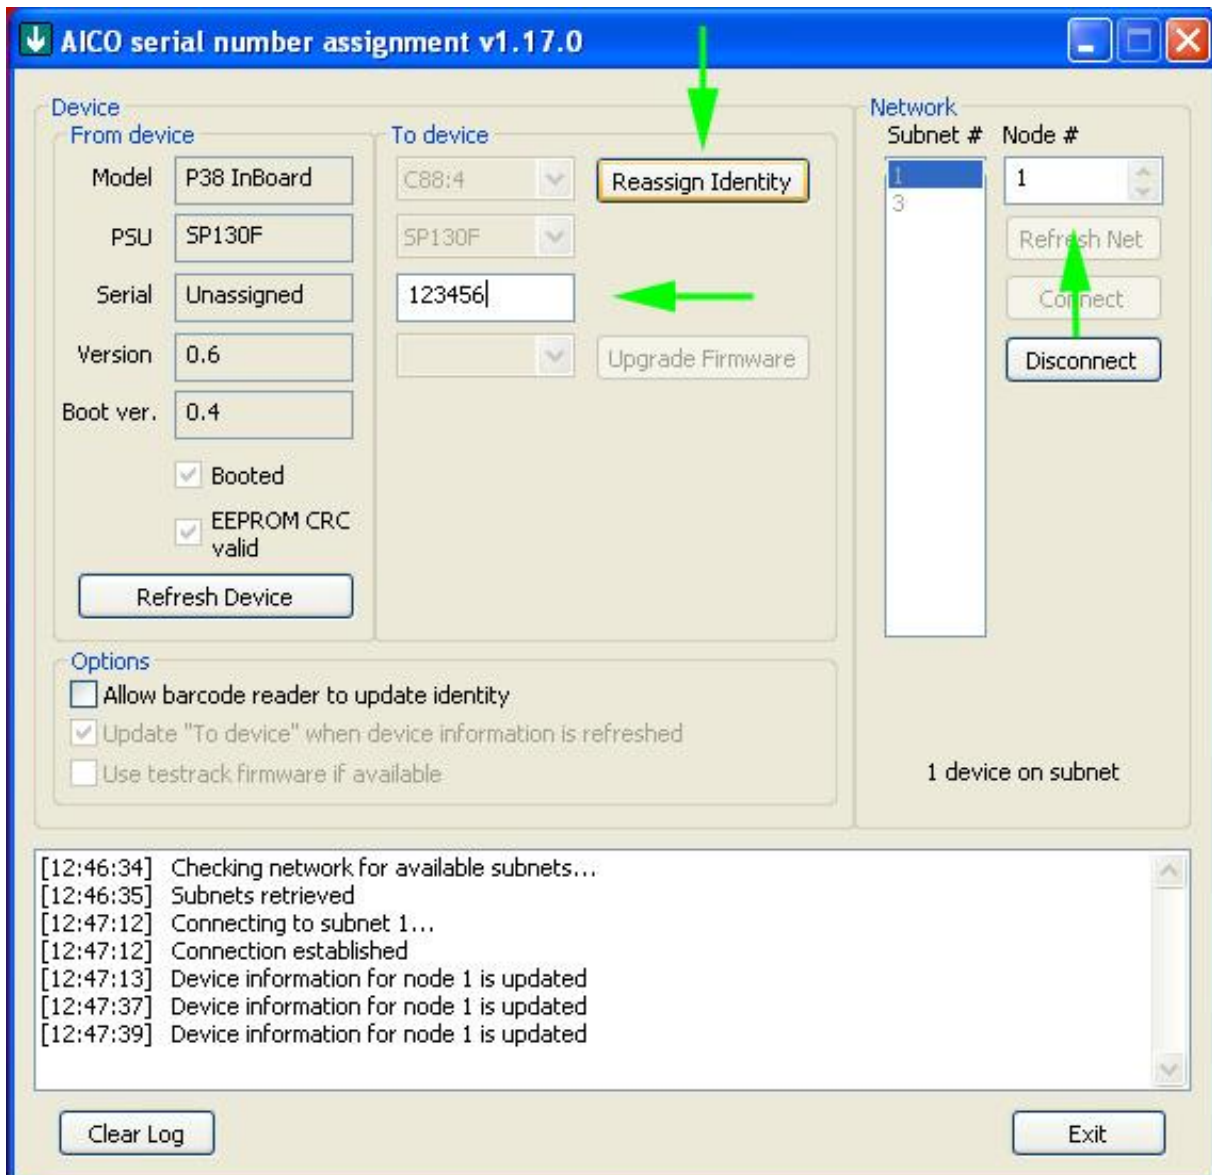 AICO serial number assignment v1.17.0
Device
From device
Model
P38 InBoard
PSU
SP130F
Serial
Unassigned
Version
0.6
Boot ver.
0.4
Booted
EEPROM CRC
valid
Refresh Device
To device
C88:4
Reassign Identity
SP130F
123456
Upgrade Firmware
Network
Subnet #
1
3
Node #
1
Refresh Net
Connect
Disconnect
1 device on subnet
Options
Allow barcode reader to update identity
Update "To device" when device information is refreshed
Use testrack firmware if available
[12:46:34] Checking network for available subnets...
[12:46:35] Subnets retrieved
[12:47:12] Connecting to subnet 1...
[12:47:12] Connection established
[12:47:13] Device information for node 1 is updated
[12:47:37] Device information for node 1 is updated
[12:47:39] Device information for node 1 is updated
Clear Log
Exit